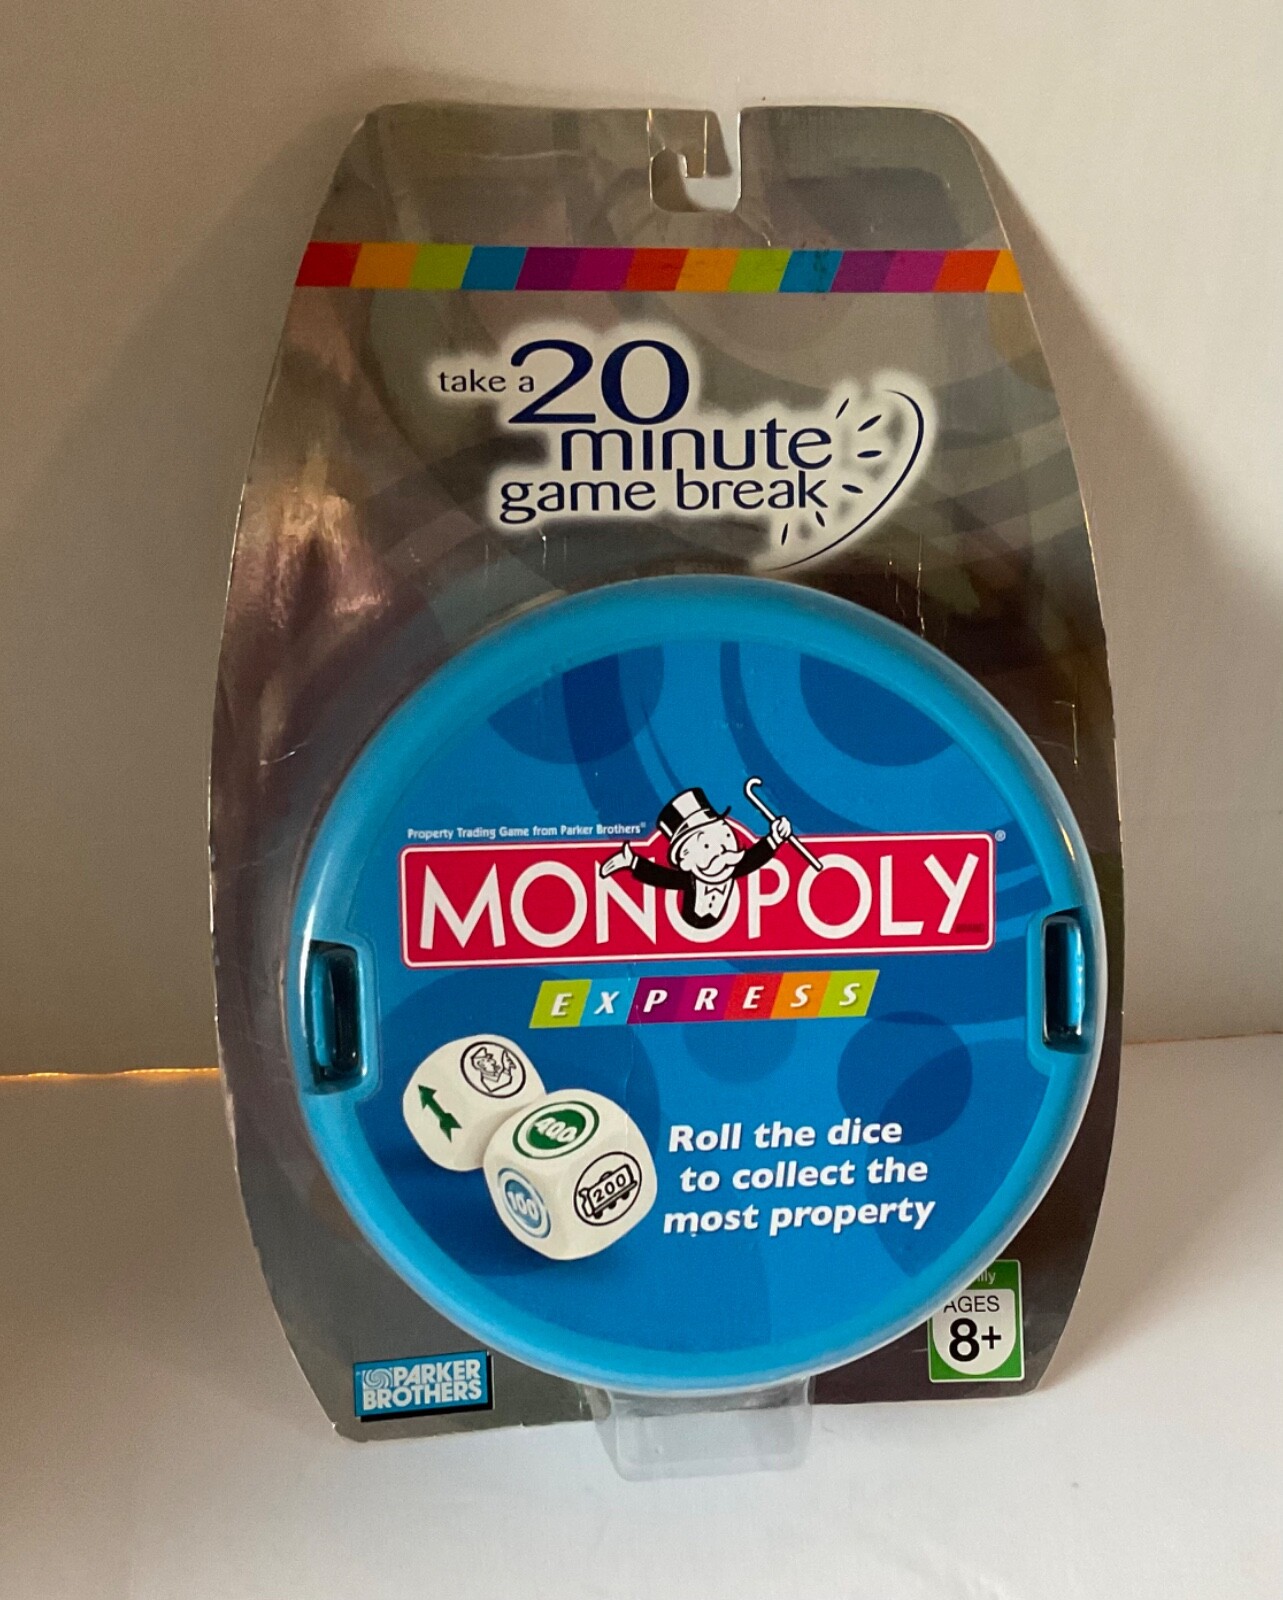 take a 20
minute
game break
Property Trading Game from Parker Brothers®
MONOPOLY®
EXPRESS
400
100
200
Roll the dice
to collect the
most property
AGES
8+
PARKER
BROTHERS